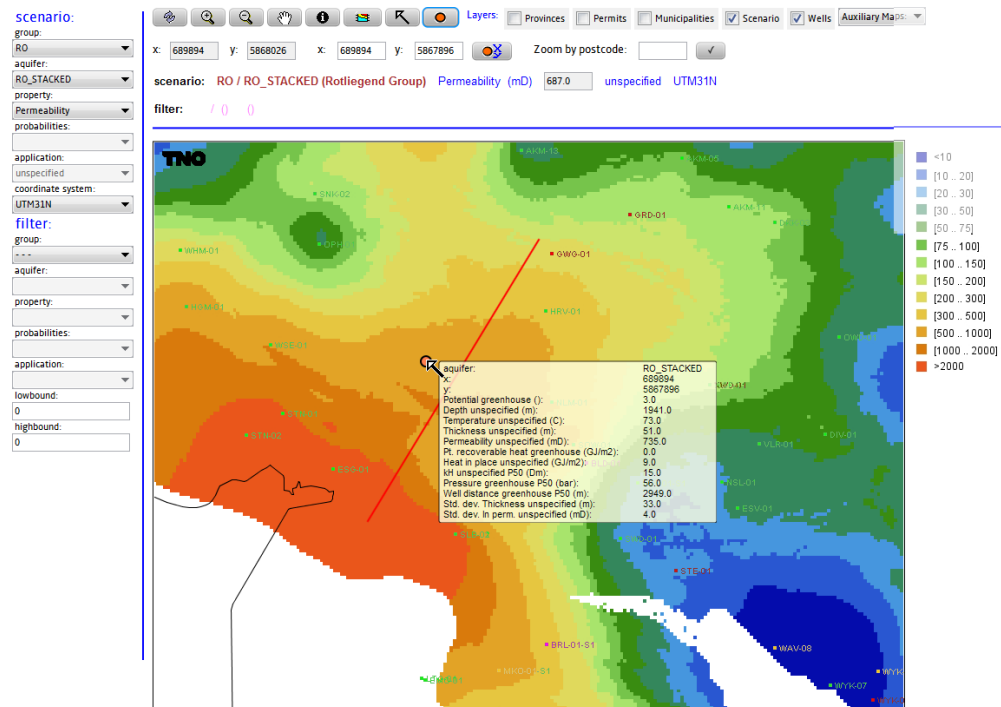 scenario:
group:
RO
aquifer:
RO_STACKED
property:
Permeability
probabilities:
application:
unspecified
coordinate system:
UTM31N
filter:
group:
---
aquifer:
property:
probabilities:
application:
lowbound:
0
highbound:
0
Layers: Provinces Permits Municipalities Scenario Wells Auxiliary Maps:
x: 689894 y: 5868026 x: 689894 y: 5867896 Zoom by postcode:
scenario: RO / RO_STACKED (Rotliegend Group) Permeability (mD) 687.0 unspecified UTM31N
filter: / () ()
TNO
AKM-13
SNK-02
GRD-01
WHM-01
GWG-01
HRV-01
WSE-01
STN-02
ESG-01
DIV-01
VLR-01
NSL-01
ESV-01
BRL-01-S1
WAV-08
WYK-07
aquifer: RO_STACKED
x: 689894
y: 5867896
Potential greenhouse (): 3.0
Depth unspecified (m): 1941.0
Temperature unspecified (C): 73.0
Thickness unspecified (m): 51.0
Permeability unspecified (mD): 735.0
Pt. recoverable heat greenhouse (GJ/m2): 0.0
Heat in place unspecified (GJ/m2): 9.0
kH unspecified P50 (Dm): 15.0
Pressure greenhouse P50 (bar): 56.0
Well distance greenhouse P50 (m): 2949.0
Std. dev. Thickness unspecified (m): 33.0
Std. dev. ln perm. unspecified (mD): 4.0
<10
[10 .. 20]
[20 .. 30]
[30 .. 50]
[50 .. 75]
[75 .. 100]
[100 .. 150]
[150 .. 200]
[200 .. 300]
[300 .. 500]
[500 .. 1000]
[1000 .. 2000]
>2000